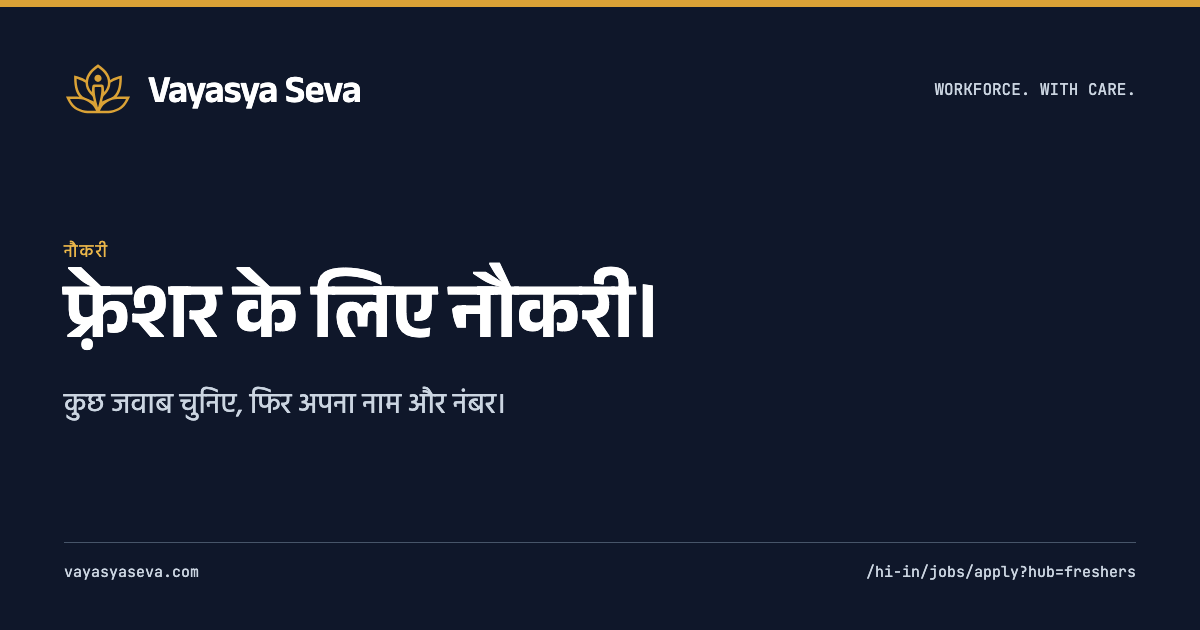 Vayasya Seva
WORKFORCE. WITH CARE.
नौकरी
फ़्रेशर के लिए नौकरी।
कुछ जवाब चुनिए, फिर अपना नाम और नंबर।
vayasyaseva.com
/hi-in/jobs/apply?hub=freshers